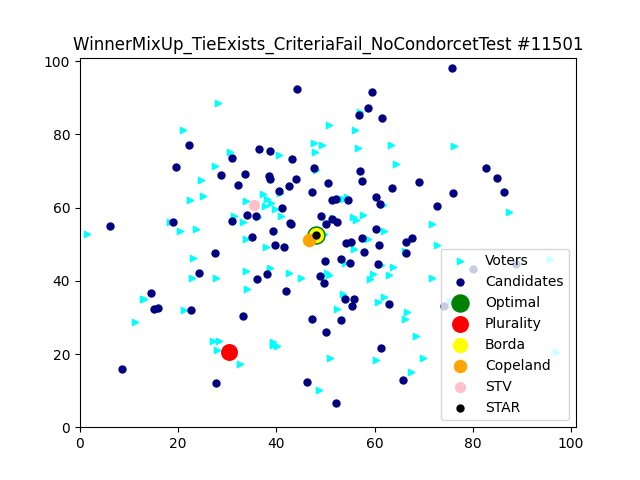 WinnerMixUp_TieExists_CriteriaFail_NoCondorcetTest #11501
100
80
60
40
20
0
0 20 40 60 80 100
Voters
Candidates
Optimal
Plurality
Borda
Copeland
STV
STAR